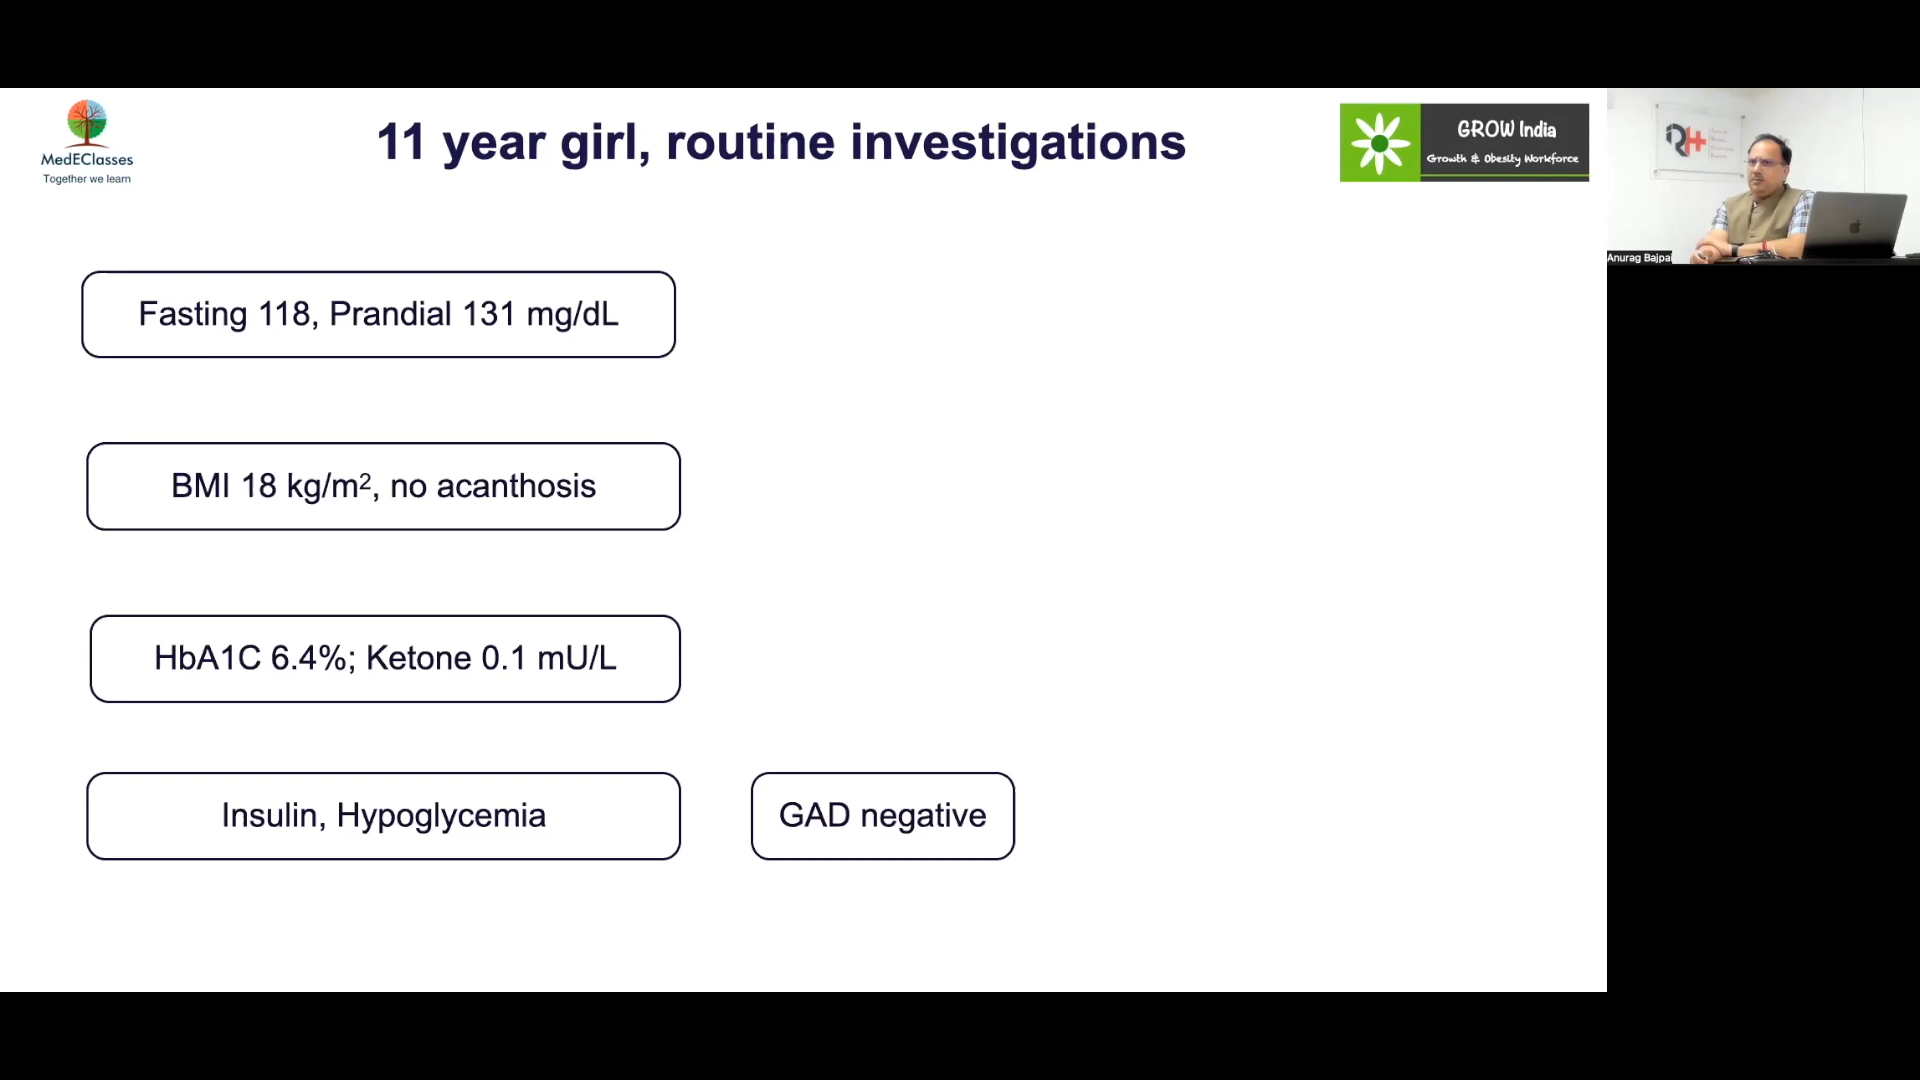 MedEClasses
Together we learn
11 year girl, routine investigations
GROW India
Growth & Obesity Workforce
RH
Anurag Bajpai
Fasting 118, Prandial 131 mg/dL
BMI 18 kg/m², no acanthosis
HbA1C 6.4%; Ketone 0.1 mU/L
Insulin, Hypoglycemia
GAD negative